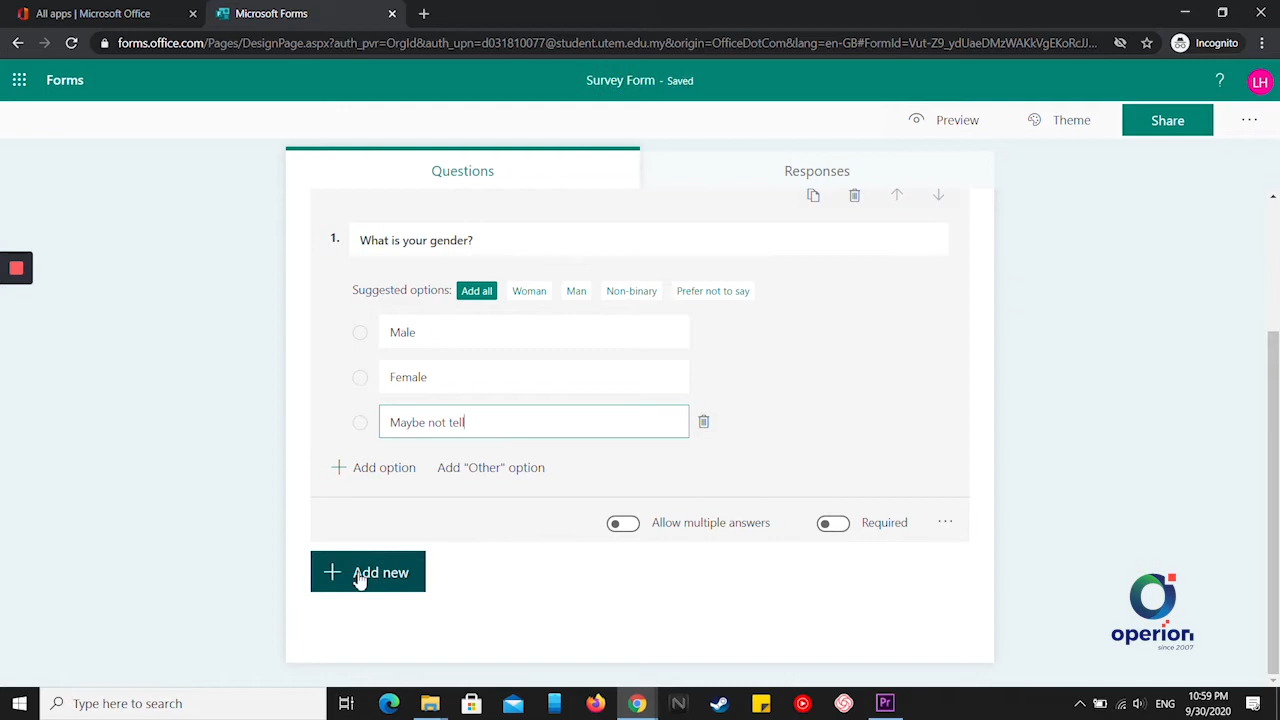 All apps | Microsoft Office
Microsoft Forms
forms.office.com/Pages/DesignPage.aspx?auth_pvr=OrgId&auth_upn=d031810077@student.utem.edu.my&origin=OfficeDotCom&lang=en-GB#FormId=Vut-Z9_ydUaeDMzWAKkVgEKoRcJJ...
Incognito
Forms
Survey Form - Saved
?
LH
Preview
Theme
Share
Questions
Responses
1. What is your gender?
Suggested options: Add all Woman Man Non-binary Prefer not to say
Male
Female
Maybe not tell
Add option Add "Other" option
Allow multiple answers Required
Add new
operion
since 2007
Type here to search
N
Pr
ENG
10:59 PM
9/30/2020